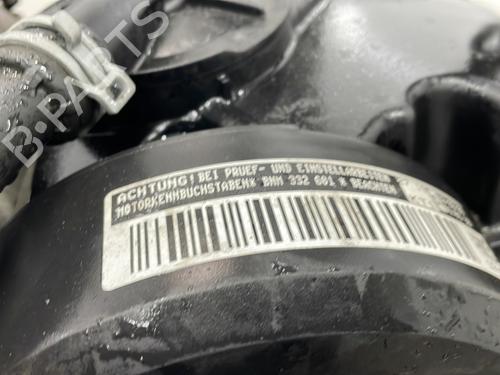 B-PARTS
ACHTUNG! BEI PRUEF- UND EINSTELLARBEITEN
MOTORKENNBUCHSTABEN* BNM 332 601 * BEACHTEN